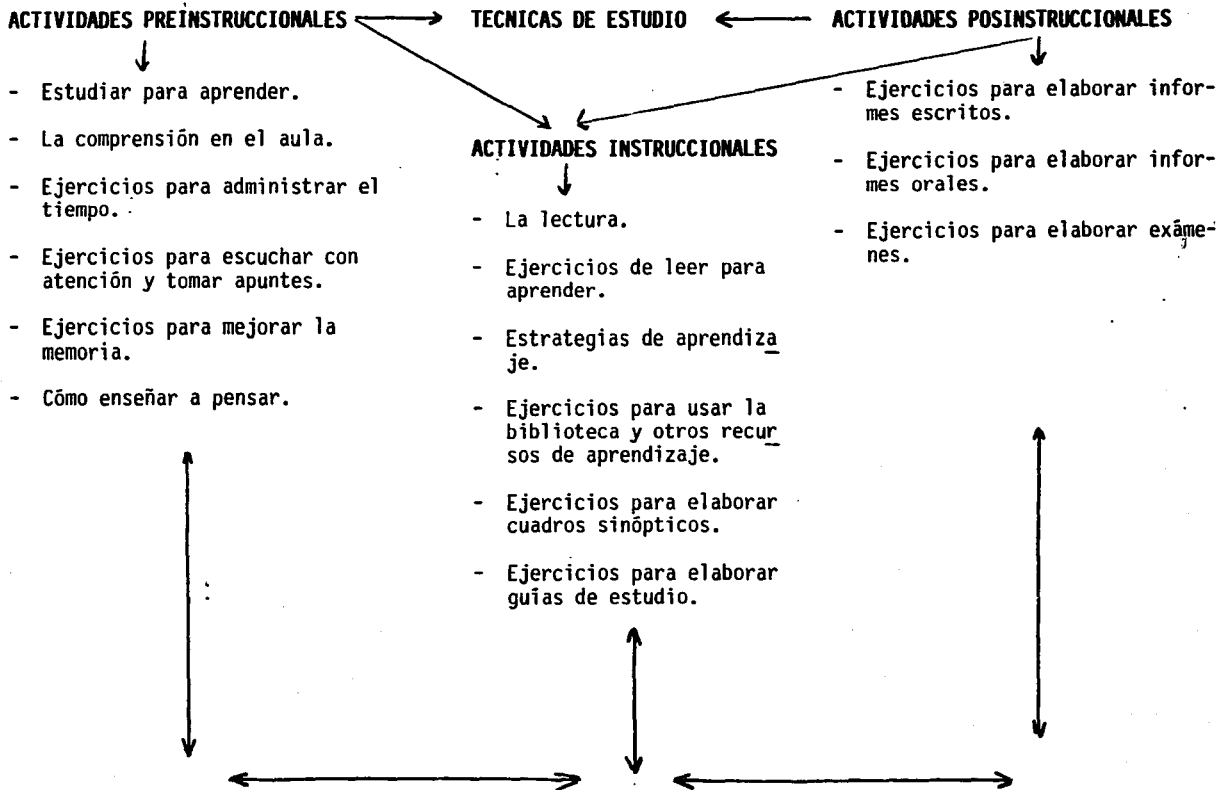 ACTIVIDADES PREINSTRUCCIONALES
TECNICAS DE ESTUDIO
ACTIVIDADES POSINSTRUCCIONALES
- Estudiar para aprender.
- La comprensión en el aula.
- Ejercicios para administrar el
tiempo.
- Ejercicios para escuchar con
atención y tomar apuntes.
- Ejercicios para mejorar la
memoria.
- Cómo enseñar a pensar.
ACTIVIDADES INSTRUCCIONALES
- La lectura.
- Ejercicios de leer para
aprender.
- Estrategias de aprendiza
je.
- Ejercicios para usar la
biblioteca y otros recur
sos de aprendizaje.
- Ejercicios para elaborar
cuadros sinópticos.
- Ejercicios para elaborar
guías de estudio.
- Ejercicios para elaborar infor-
mes escritos.
- Ejercicios para elaborar infor-
mes orales.
- Ejercicios para elaborar exáme-
nes.